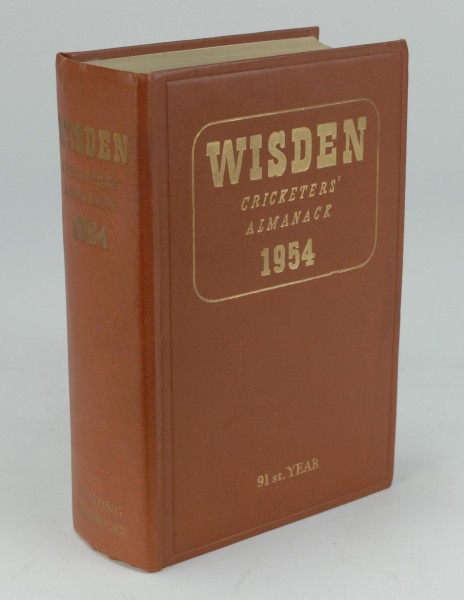 WISDEN
CRICKETERS'
ALMANACK
1954
91 st. YEAR
WISDEN
CRICKETERS'
ALMANACK
1954